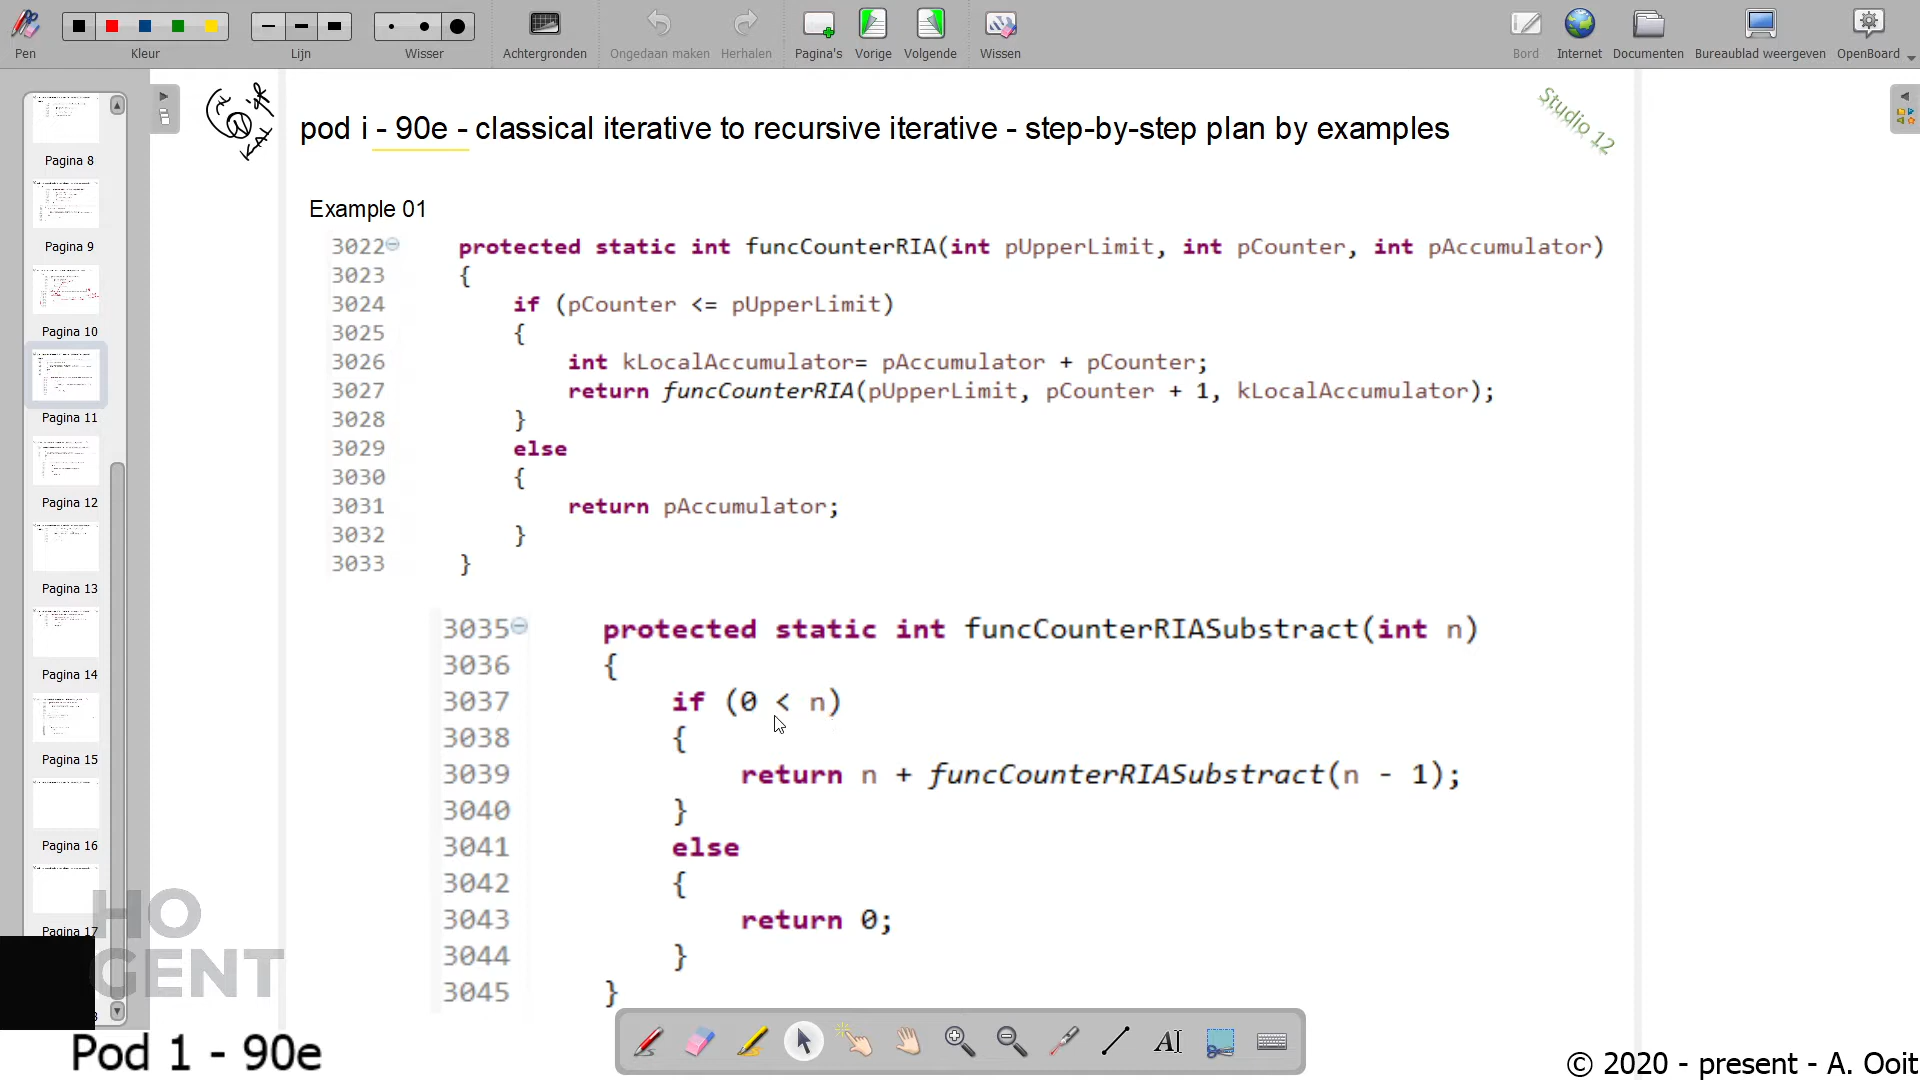 Pen
Kleur
Lijn
Wisser
Achtergronden
Ongedaan maken
Herhalen
Pagina's
Vorige
Volgende
Wissen
Bord
Internet
Documenten
Bureaublad weergeven
OpenBoard
Pagina 8
Pagina 9
Pagina 10
Pagina 11
Pagina 12
Pagina 13
Pagina 14
Pagina 15
Pagina 16
Pagina 17
pod i - 90e - classical iterative to recursive iterative - step-by-step plan by examples
Studio 12
Example 01
3022 protected static int funcCounterRIA(int pUpperLimit, int pCounter, int pAccumulator)
3023 {
3024 if (pCounter <= pUpperLimit)
3025 {
3026 int kLocalAccumulator= pAccumulator + pCounter;
3027 return funcCounterRIA(pUpperLimit, pCounter + 1, kLocalAccumulator);
3028 }
3029 else
3030 {
3031 return pAccumulator;
3032 }
3033 }
3035 protected static int funcCounterRIASubstract(int n)
3036 {
3037 if (0 < n)
3038 {
3039 return n + funcCounterRIASubstract(n - 1);
3040 }
3041 else
3042 {
3043 return 0;
3044 }
3045 }
HO
GENT
Pod 1 - 90e
© 2020 - present - A. Ooit